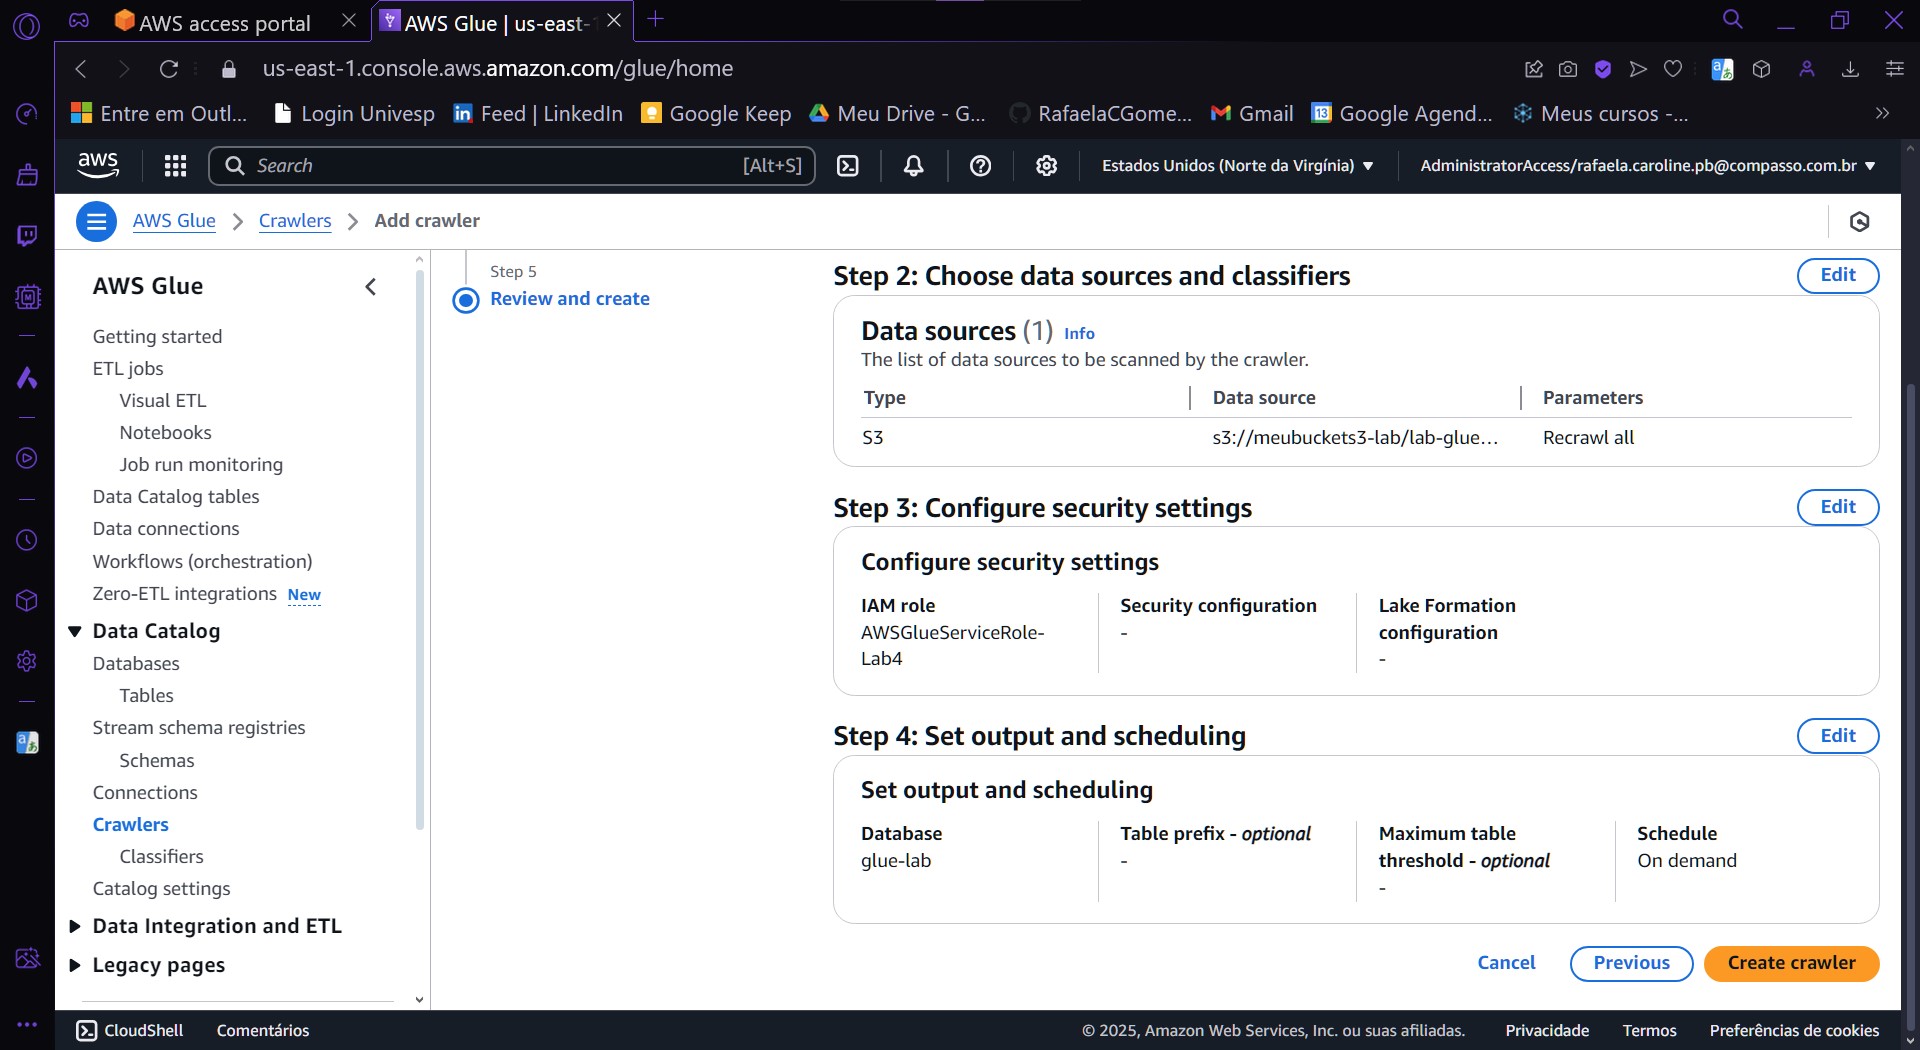 AWS access portal
AWS Glue | us-east-
us-east-1.console.aws.amazon.com/glue/home
Entre em Outl...
Login Univesp
Feed | LinkedIn
Google Keep
Meu Drive - G...
RafaelaCGome...
Gmail
13
Google Agend...
Meus cursos -...
aws
Search
[Alt+S]
Estados Unidos (Norte da Virgínia)
AdministratorAccess/rafaela.caroline.pb@compasso.com.br
AWS Glue
Crawlers
Add crawler
AWS Glue
Getting started
ETL jobs
Visual ETL
Notebooks
Job run monitoring
Data Catalog tables
Data connections
Workflows (orchestration)
Zero-ETL integrations New
Data Catalog
Databases
Tables
Stream schema registries
Schemas
Connections
Crawlers
Classifiers
Catalog settings
Data Integration and ETL
Legacy pages
Step 5
Review and create
Step 2: Choose data sources and classifiers
Edit
Data sources (1) Info
The list of data sources to be scanned by the crawler.
Type
Data source
Parameters
S3
s3://meubuckets3-lab/lab-glue...
Recrawl all
Step 3: Configure security settings
Edit
Configure security settings
IAM role
AWSGlueServiceRole-
Lab4
Security configuration
-
Lake Formation
configuration
-
Step 4: Set output and scheduling
Edit
Set output and scheduling
Database
glue-lab
Table prefix - optional
-
Maximum table
threshold - optional
-
Schedule
On demand
Cancel
Previous
Create crawler
CloudShell
Comentários
© 2025, Amazon Web Services, Inc. ou suas afiliadas.
Privacidade
Termos
Preferências de cookies